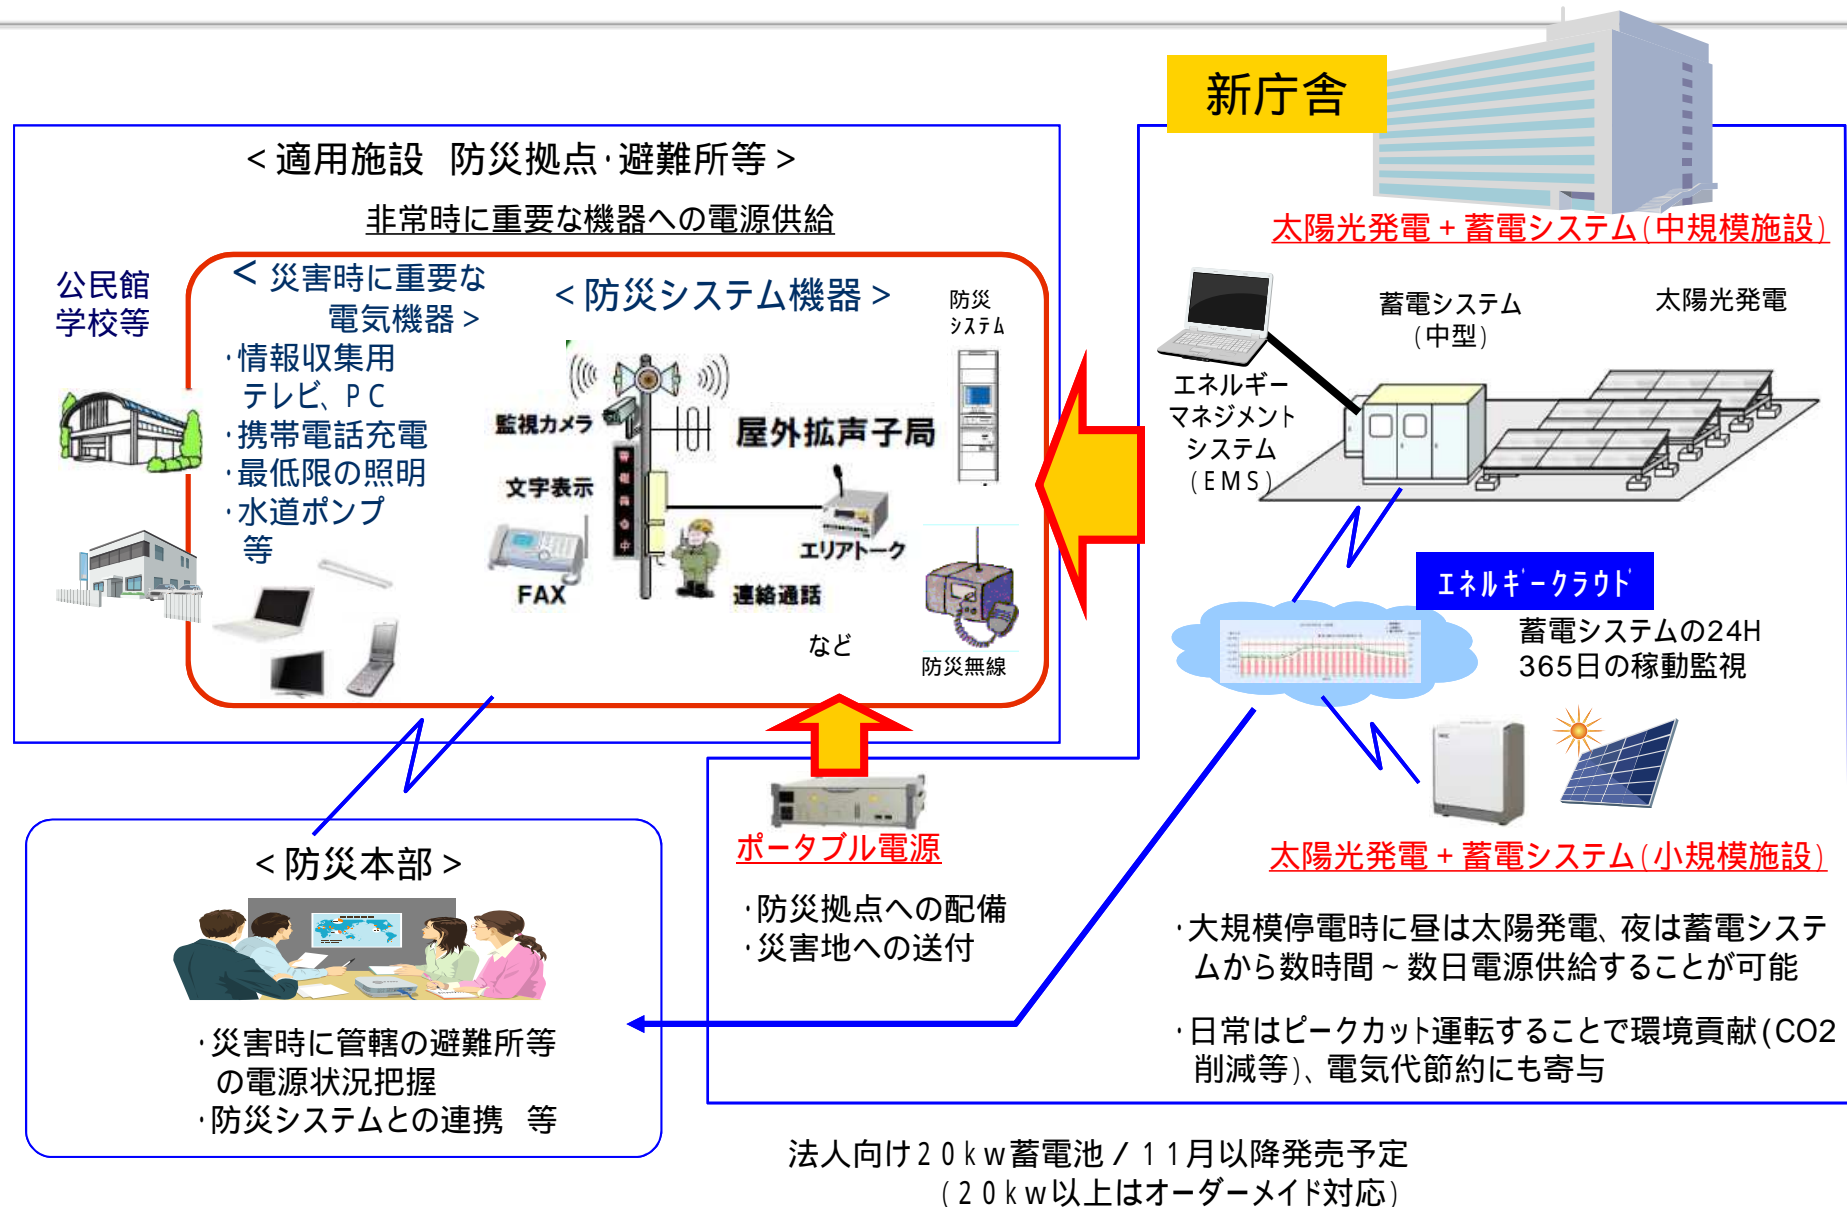 新庁舎
<適用施設　防災拠点・避難所等>
非常時に重要な機器への電源供給
公民館
学校等
<災害時に重要な
電気機器>
・情報収集用
テレビ、PC
・携帯電話充電
・最低限の照明
・水道ポンプ
等
<防災システム機器>
防災
ｼｽﾃﾑ
監視カメラ
屋外拡声子局
文字表示
エリアトーク
FAX
連絡通話
など
防災無線
太陽光発電+蓄電システム(中規模施設)
蓄電システム
(中型)
太陽光発電
エネルギー
マネジメント
システム
(EMS)
ｴﾈﾙｷﾞｰｸﾗｳﾄﾞ
蓄電システムの24H
365日の稼動監視
太陽光発電+蓄電システム(小規模施設)
・大規模停電時に昼は太陽発電、夜は蓄電システ
ムから数時間~数日電源供給することが可能
・日常はピークカット運転することで環境貢献(CO2
削減等)、電気代節約にも寄与
ポータブル電源
・防災拠点への配備
・災害地への送付
<防災本部>
・災害時に管轄の避難所等
の電源状況把握
・防災システムとの連携　等
法人向け20kw蓄電池/11月以降発売予定
(20kw以上はオーダーメイド対応)